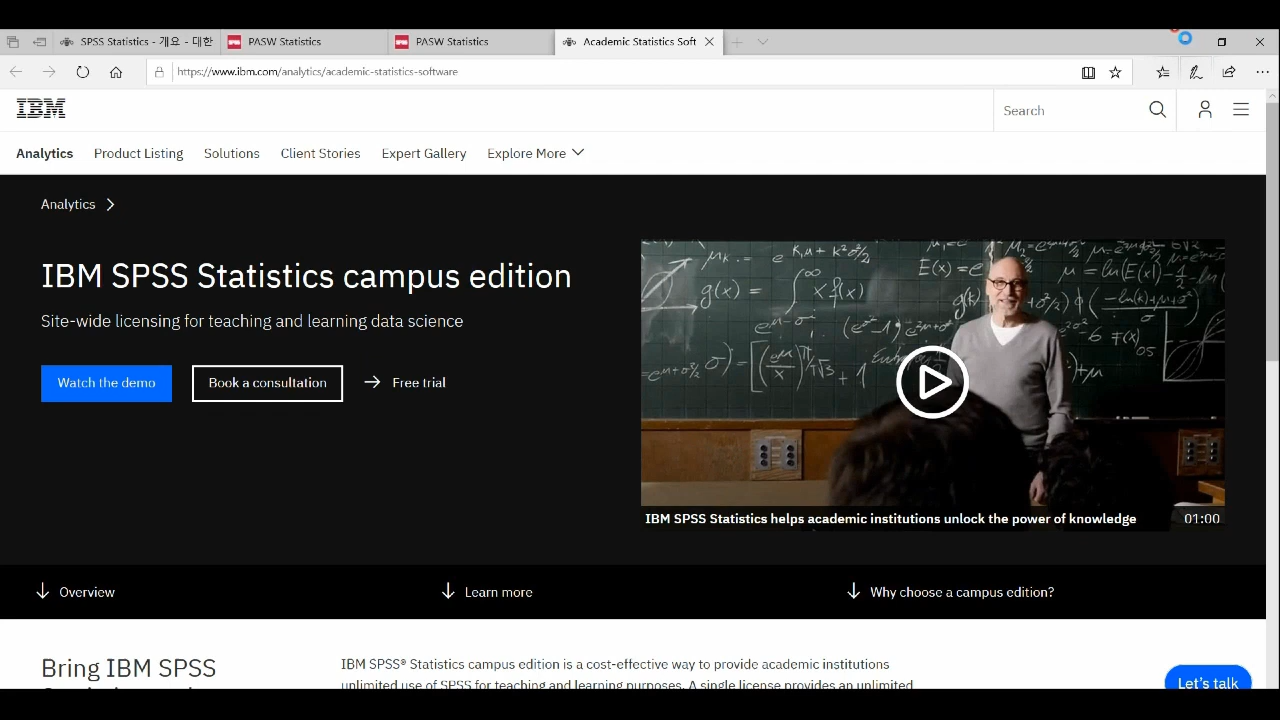 SPSS Statistics - 개요 - 대한
PASW Statistics
PASW Statistics
Academic Statistics Soft
https://www.ibm.com/analytics/academic-statistics-software
IBM
Search
Analytics
Product Listing
Solutions
Client Stories
Expert Gallery
Explore More
Analytics
IBM SPSS Statistics campus edition
Site-wide licensing for teaching and learning data science
Watch the demo
Book a consultation
Free trial
IBM SPSS Statistics helps academic institutions unlock the power of knowledge
01:00
Overview
Learn more
Why choose a campus edition?
Bring IBM SPSS
IBM SPSS® Statistics campus edition is a cost-effective way to provide academic institutions
unlimited use of SPSS for teaching and learning purposes. A single license provides an unlimited
Let's talk